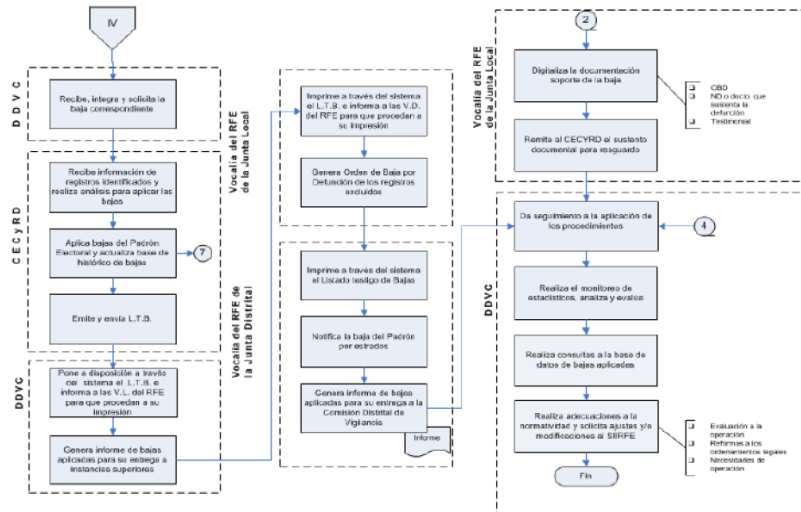 IV
DDVC
Recibe, integra y solicita la
baja correspondiente
CECyRD
Recibe información de
registros identificados y
realiza análisis para aplicar las
bajas
Aplica bajas del Padrón
Electoral y actualiza base de
histórico de bajas
7
Emite y envía L.T.B.
DDVC
Pone a disposición a través
del sistema el L.T.B. e
informa a las V.L. del RFE
para que procedan a su
impresión
Genera informe de bajas
aplicadas para su entrega a
instancias superiores
Vocalía del RFE
de la Junta Local
Imprime a través del sistema
el L.T.B. e informa a las V.D.
del RFE para que procedan a
su impresión
Genera Orden de Baja por
Defunción de los registros
excluidos
Vocalía del RFE de
la Junta Distrital
Imprime a través del sistema
el Listado testigo de Bajas
Notifica la baja del Padrón
por estrados
Genera informe de bajas
aplicadas para su entrega a la
Comisión Distrital de
Vigilancia
Informe
Vocalía del RFE
de la Junta Local
2
Digitaliza la documentación
soporte de la baja
OBD
ND o docto. que
sustenta la
defunción
Testimonial
Remite al CECYRD el sustento
documental para resguardo
DDVC
Da seguimiento a la aplicación de
los procedimientos
4
Realiza el monitoreo de
estadísticos, analiza y evalúa
Realiza consultas a la base de
datos de bajas aplicadas
Realiza adecuaciones a la
normatividad y solicita ajustes y/o
modificaciones al SIIRFE
Evaluación a la
operación
Reformas a los
ordenamientos legales
Necesidades de
operación
Fin